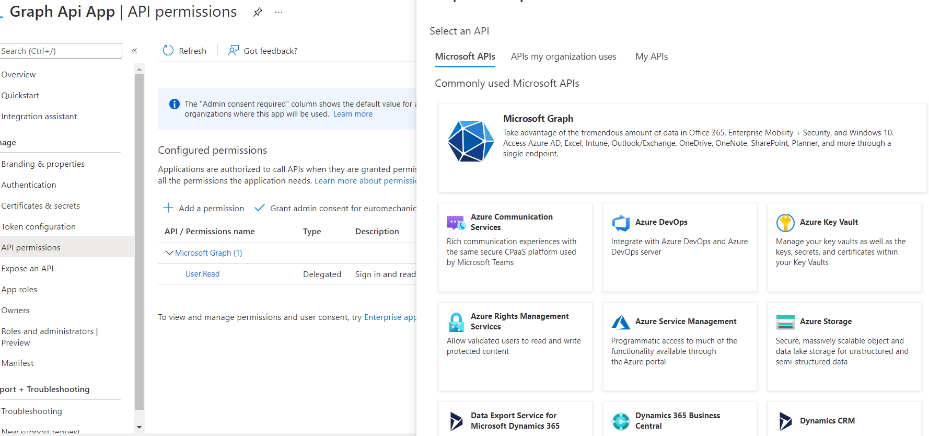 Graph Api App | API permissions
Search (Ctrl+/)
«
Overview
Quickstart
Integration assistant
nage
Branding & properties
Authentication
Certificates & secrets
Token configuration
API permissions
Expose an API
App roles
Owners
Roles and administrators |
Preview
Manifest
port + Troubleshooting
Troubleshooting
New support request
Refresh
Got feedback?
The "Admin consent required" column shows the default value for a
organizations where this app will be used. Learn more
Configured permissions
Applications are authorized to call APIs when they are granted permis
all the permissions the application needs. Learn more about permissio
Add a permission
Grant admin consent for euromechanic
API / Permissions name
Type
Description
Microsoft Graph (1)
User.Read
Delegated
Sign in and read
To view and manage permissions and user consent, try Enterprise app
Select an API
Microsoft APIs
APIs my organization uses
My APIs
Commonly used Microsoft APIs
Microsoft Graph
Take advantage of the tremendous amount of data in Office 365, Enterprise Mobility + Security, and Windows 10.
Access Azure AD, Excel, Intune, Outlook/Exchange, OneDrive, OneNote, SharePoint, Planner, and more through a
single endpoint.
Azure Communication
Services
Rich communication experiences with
the same secure CPaaS platform used
by Microsoft Teams
Azure DevOps
Integrate with Azure DevOps and Azure
DevOps server
Azure Key Vault
Manage your key vaults as well as the
keys, secrets, and certificates within
your Key Vaults
Azure Rights Management
Services
Allow validated users to read and write
protected content
Azure Service Management
Programmatic access to much of the
functionality available through
the Azure portal
Azure Storage
Secure, massively scalable object and
data lake storage for unstructured and
semi-structured data
Data Export Service for
Microsoft Dynamics 365
Dynamics 365 Business
Central
Dynamics CRM